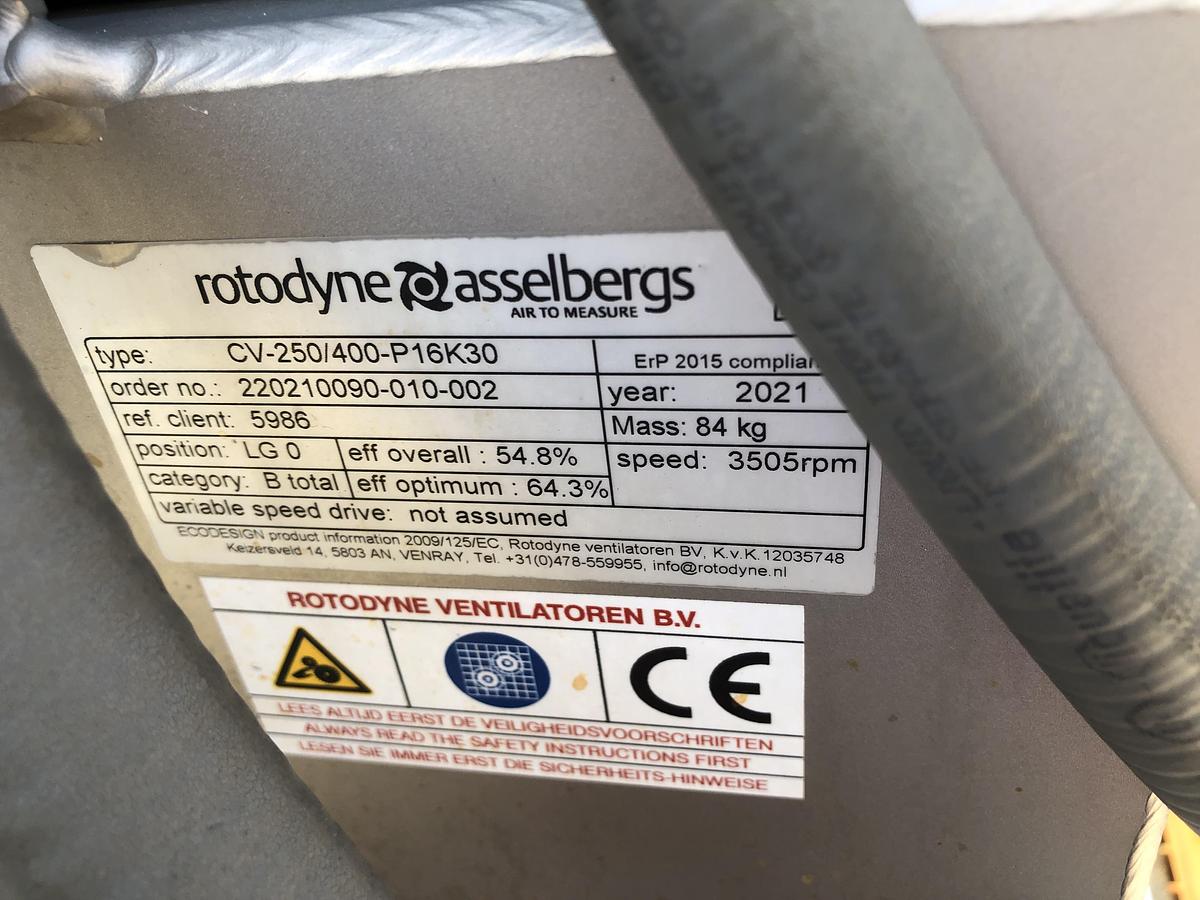 rotodyne asselbergs
AIR TO MEASURE
type: CV-250/400-P16K30
ErP 2015 complian
order no.: 220210090-010-002
year: 2021
ref. client: 5986
Mass: 84 kg
position: LG 0
eff overall : 54.8%
speed: 3505rpm
category: B total
eff optimum : 64.3%
variable speed drive: not assumed
ECODESIGN product information 2009/125/EC, Rotodyne ventilatoren BV, K.v.K.12035748
Keizersveld 14, 5803 AN, VENRAY, Tel. +31(0)478-559955, info@rotodyne.nl
ROTODYNE VENTILATOREN B.V.
CE
LEES ALTIJD EERST DE VEILIGHEIDSVOORSCHRIFTEN
ALWAYS READ THE SAFETY INSTRUCTIONS FIRST
LESEN SIE IMMER ERST DIE SICHERHEITS-HINWEISE